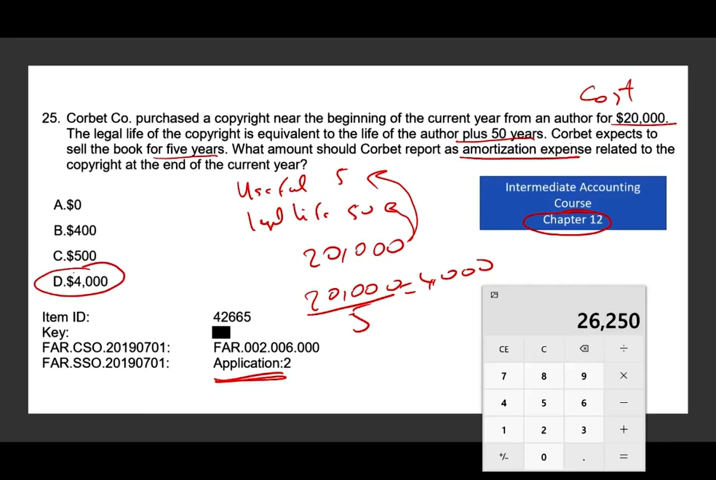 Cost
25. Corbet Co. purchased a copyright near the beginning of the current year from an author for $20,000.
The legal life of the copyright is equivalent to the life of the author plus 50 years. Corbet expects to
sell the book for five years. What amount should Corbet report as amortization expense related to the
copyright at the end of the current year?
Useful 5
legal life 50
20,000
20,000 = 4,000
5
A.$0
B.$400
C.$500
D.$4,000
Intermediate Accounting
Course
Chapter 12
Item ID: 42665
Key:
FAR.CSO.20190701: FAR.002.006.000
FAR.SSO.20190701: Application:2
26,250
CE C ÷
7 8 9 ×
4 5 6 −
1 2 3 +
+/- 0 . =